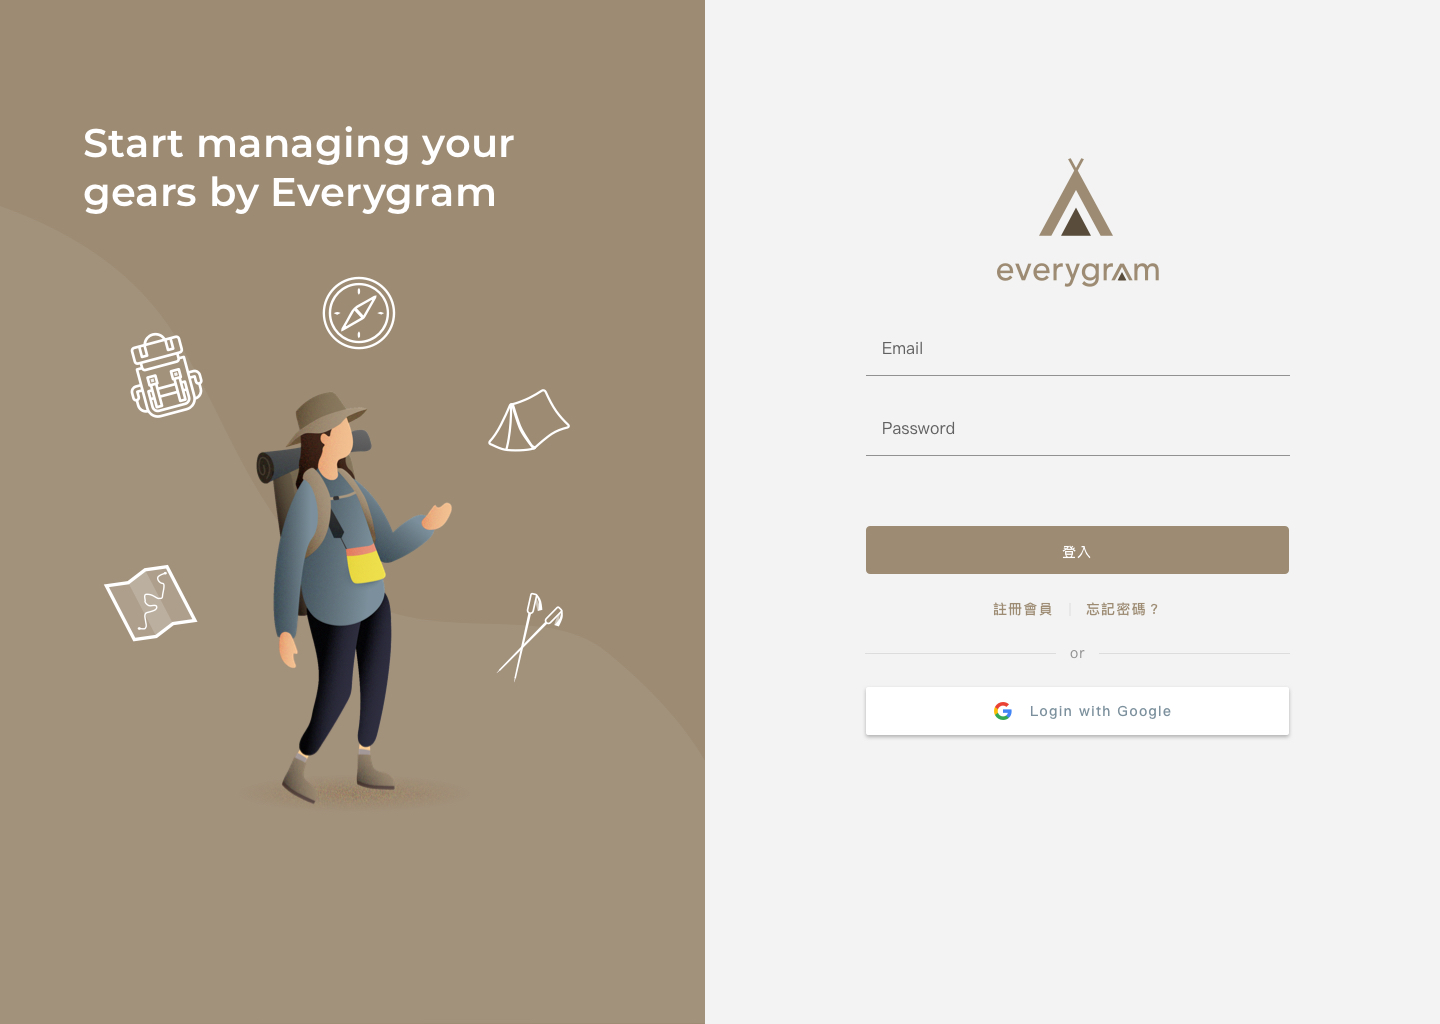 Start managing your
gears by Everygram
everygram
Email
Password
登入
註冊會員 | 忘記密碼？
or
Login with Google